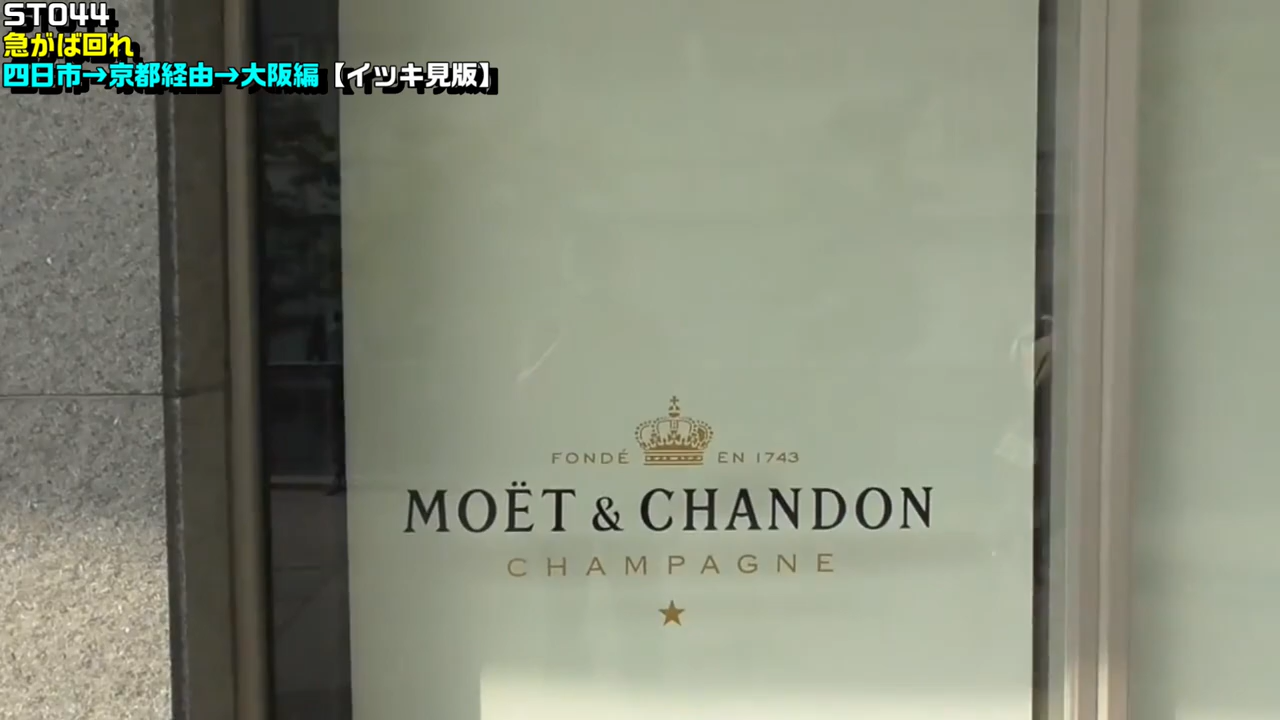 ST044
急がば回れ
四日市→京都経由→大阪編【イツキ見版】
FONDÉ EN 1743
MOËT & CHANDON
CHAMPAGNE